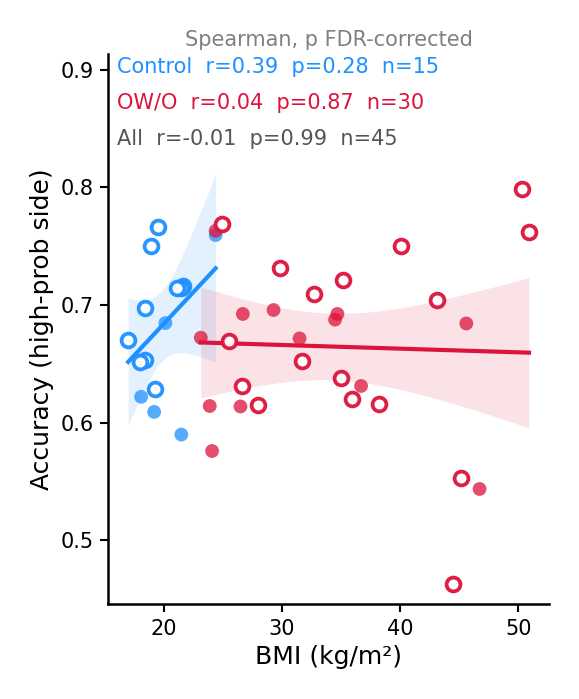 Spearman, p FDR-corrected
Control  r=0.39  p=0.28  n=15
OW/O  r=0.04  p=0.87  n=30
All  r=-0.01  p=0.99  n=45
Accuracy (high-prob side)
0.9
0.8
0.7
0.6
0.5
20 30 40 50
BMI (kg/m²)